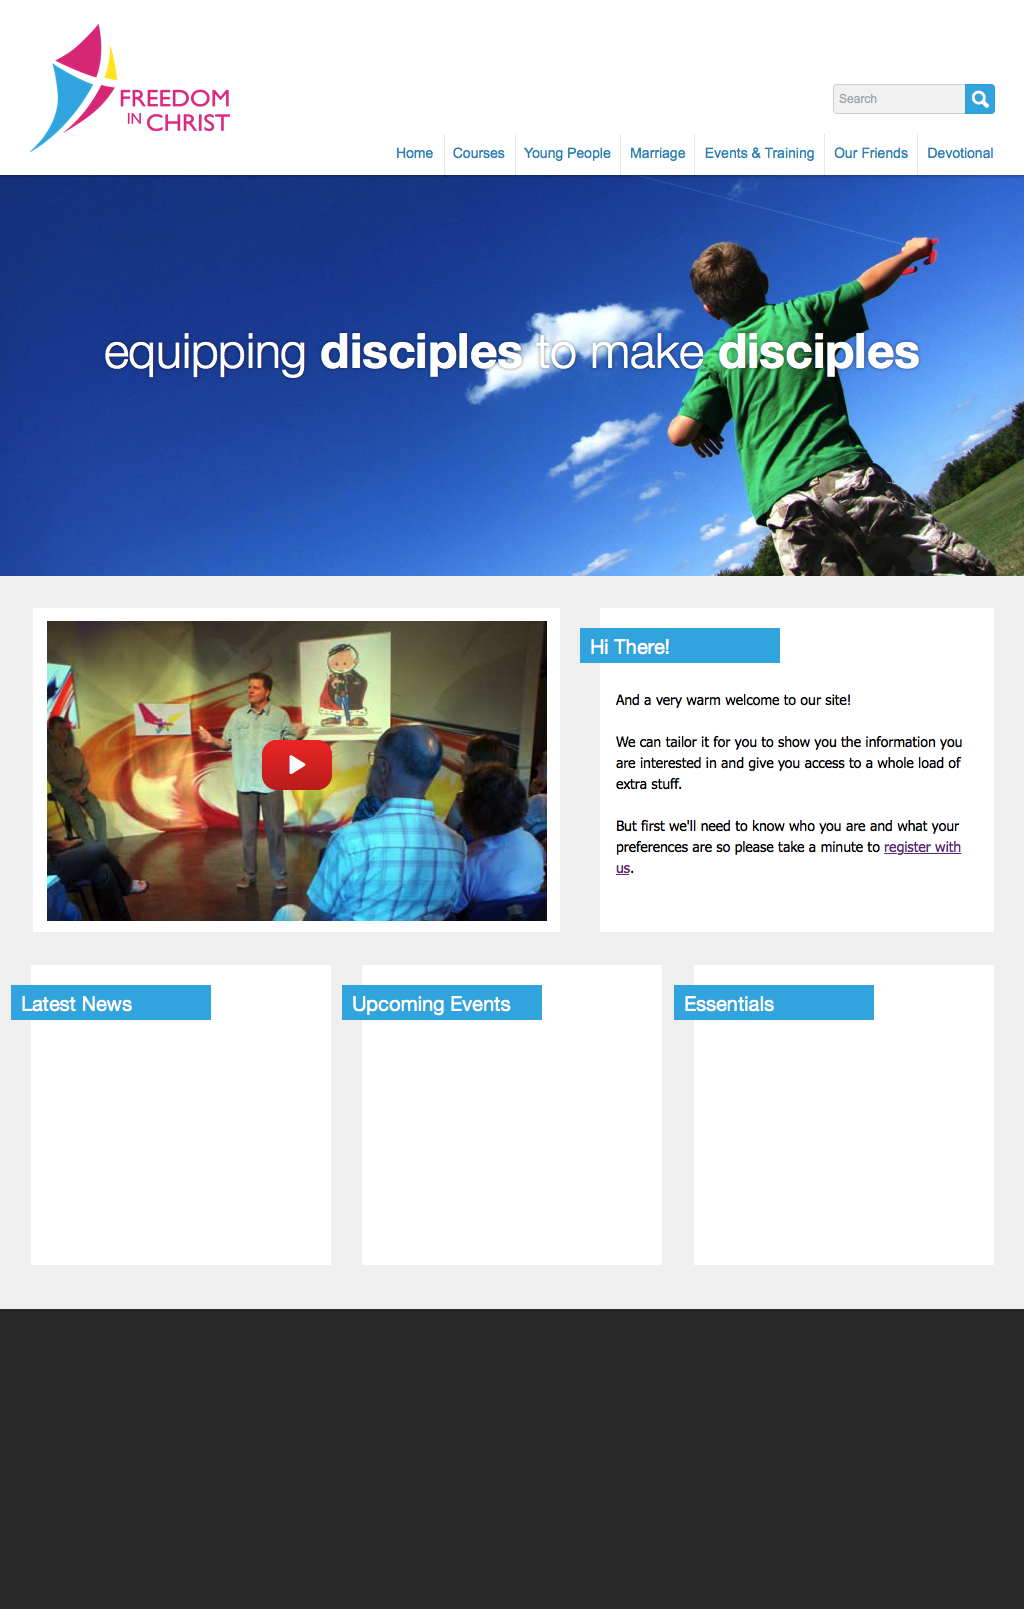 FREEDOM
IN CHRIST
Search
Home Courses Young People Marriage Events & Training Our Friends Devotional
equipping disciples to make disciples
Hi There!
And a very warm welcome to our site!
We can tailor it for you to show you the information you
are interested in and give you access to a whole load of
extra stuff.
But first we'll need to know who you are and what your
preferences are so please take a minute to register with
us.
Latest News
Upcoming Events
Essentials